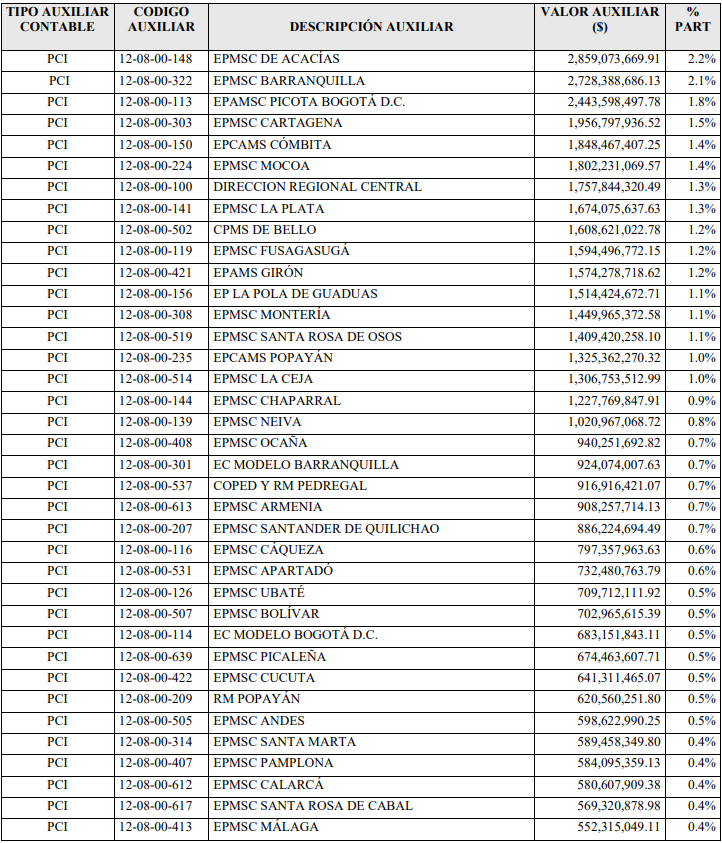 TIPO AUXILIAR CONTABLE CODIGO AUXILIAR DESCRIPCIÓN AUXILIAR VALOR AUXILIAR ($) % PART
PCI 12-08-00-148 EPMSC DE ACACÍAS 2,859,073,669.91 2.2%
PCI 12-08-00-322 EPMSC BARRANQUILLA 2,728,388,686.13 2.1%
PCI 12-08-00-113 EPAMSC PICOTA BOGOTÁ D.C. 2,443,598,497.78 1.8%
PCI 12-08-00-303 EPMSC CARTAGENA 1,956,797,936.52 1.5%
PCI 12-08-00-150 EPCAMS CÓMBITA 1,848,467,407.25 1.4%
PCI 12-08-00-224 EPMSC MOCOA 1,802,231,069.57 1.4%
PCI 12-08-00-100 DIRECCION REGIONAL CENTRAL 1,757,844,320.49 1.3%
PCI 12-08-00-141 EPMSC LA PLATA 1,674,075,637.63 1.3%
PCI 12-08-00-502 CPMS DE BELLO 1,608,621,022.78 1.2%
PCI 12-08-00-119 EPMSC FUSAGASUGÁ 1,594,496,772.15 1.2%
PCI 12-08-00-421 EPAMS GIRÓN 1,574,278,718.62 1.2%
PCI 12-08-00-156 EP LA POLA DE GUADUAS 1,514,424,672.71 1.1%
PCI 12-08-00-308 EPMSC MONTERÍA 1,449,965,372.58 1.1%
PCI 12-08-00-519 EPMSC SANTA ROSA DE OSOS 1,409,420,258.10 1.1%
PCI 12-08-00-235 EPCAMS POPAYÁN 1,325,362,270.32 1.0%
PCI 12-08-00-514 EPMSC LA CEJA 1,306,753,512.99 1.0%
PCI 12-08-00-144 EPMSC CHAPARRAL 1,227,769,847.91 0.9%
PCI 12-08-00-139 EPMSC NEIVA 1,020,967,068.72 0.8%
PCI 12-08-00-408 EPMSC OCAÑA 940,251,692.82 0.7%
PCI 12-08-00-301 EC MODELO BARRANQUILLA 924,074,007.63 0.7%
PCI 12-08-00-537 COPED Y RM PEDREGAL 916,916,421.07 0.7%
PCI 12-08-00-613 EPMSC ARMENIA 908,257,714.13 0.7%
PCI 12-08-00-207 EPMSC SANTANDER DE QUILICHAO 886,224,694.49 0.7%
PCI 12-08-00-116 EPMSC CÁQUEZA 797,357,963.63 0.6%
PCI 12-08-00-531 EPMSC APARTADÓ 732,480,763.79 0.6%
PCI 12-08-00-126 EPMSC UBATÉ 709,712,111.92 0.5%
PCI 12-08-00-507 EPMSC BOLÍVAR 702,965,615.39 0.5%
PCI 12-08-00-114 EC MODELO BOGOTÁ D.C. 683,151,843.11 0.5%
PCI 12-08-00-639 EPMSC PICALEÑA 674,463,607.71 0.5%
PCI 12-08-00-422 EPMSC CUCUTA 641,311,465.07 0.5%
PCI 12-08-00-209 RM POPAYÁN 620,560,251.80 0.5%
PCI 12-08-00-505 EPMSC ANDES 598,622,990.25 0.5%
PCI 12-08-00-314 EPMSC SANTA MARTA 589,458,349.80 0.4%
PCI 12-08-00-407 EPMSC PAMPLONA 584,095,359.13 0.4%
PCI 12-08-00-612 EPMSC CALARCÁ 580,607,909.38 0.4%
PCI 12-08-00-617 EPMSC SANTA ROSA DE CABAL 569,320,878.98 0.4%
PCI 12-08-00-413 EPMSC MÁLAGA 552,315,049.11 0.4%